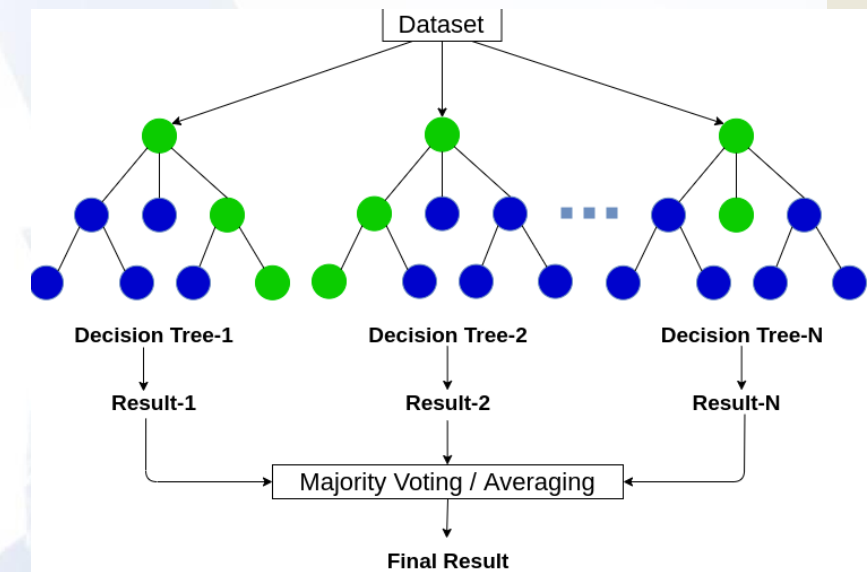 Dataset
Decision Tree-1
Decision Tree-2
Decision Tree-N
Result-1
Result-2
Result-N
Majority Voting / Averaging
Final Result